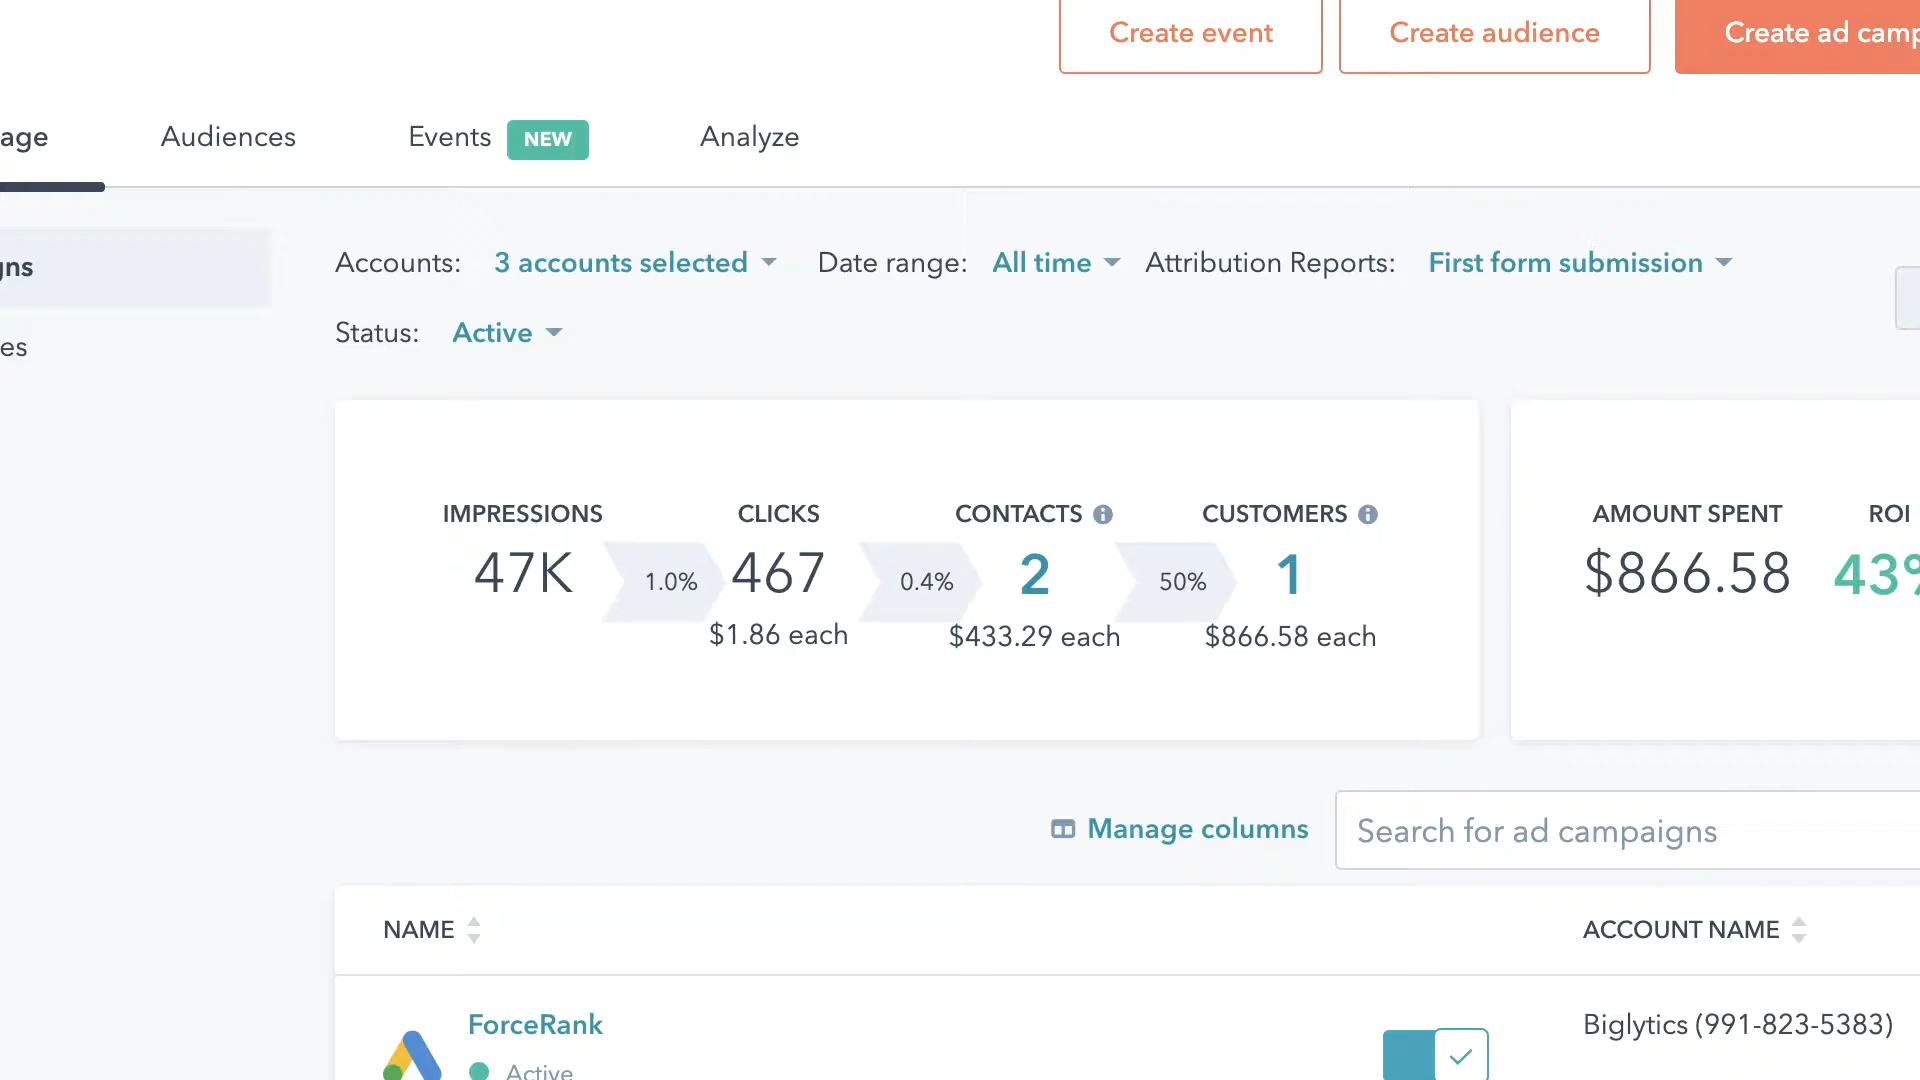 Create event Create audience Create ad camp
age Audiences Events NEW Analyze
Accounts: 3 accounts selected Date range: All time Attribution Reports: First form submission
gns
Status: Active
es
IMPRESSIONS CLICKS CONTACTS CUSTOMERS AMOUNT SPENT ROI
47K 1.0% 467 0.4% 2 50% 1 $866.58 43%
$1.86 each $433.29 each $866.58 each
Manage columns Search for ad campaigns
NAME ACCOUNT NAME
ForceRank Biglytics (991-823-5383)
Active